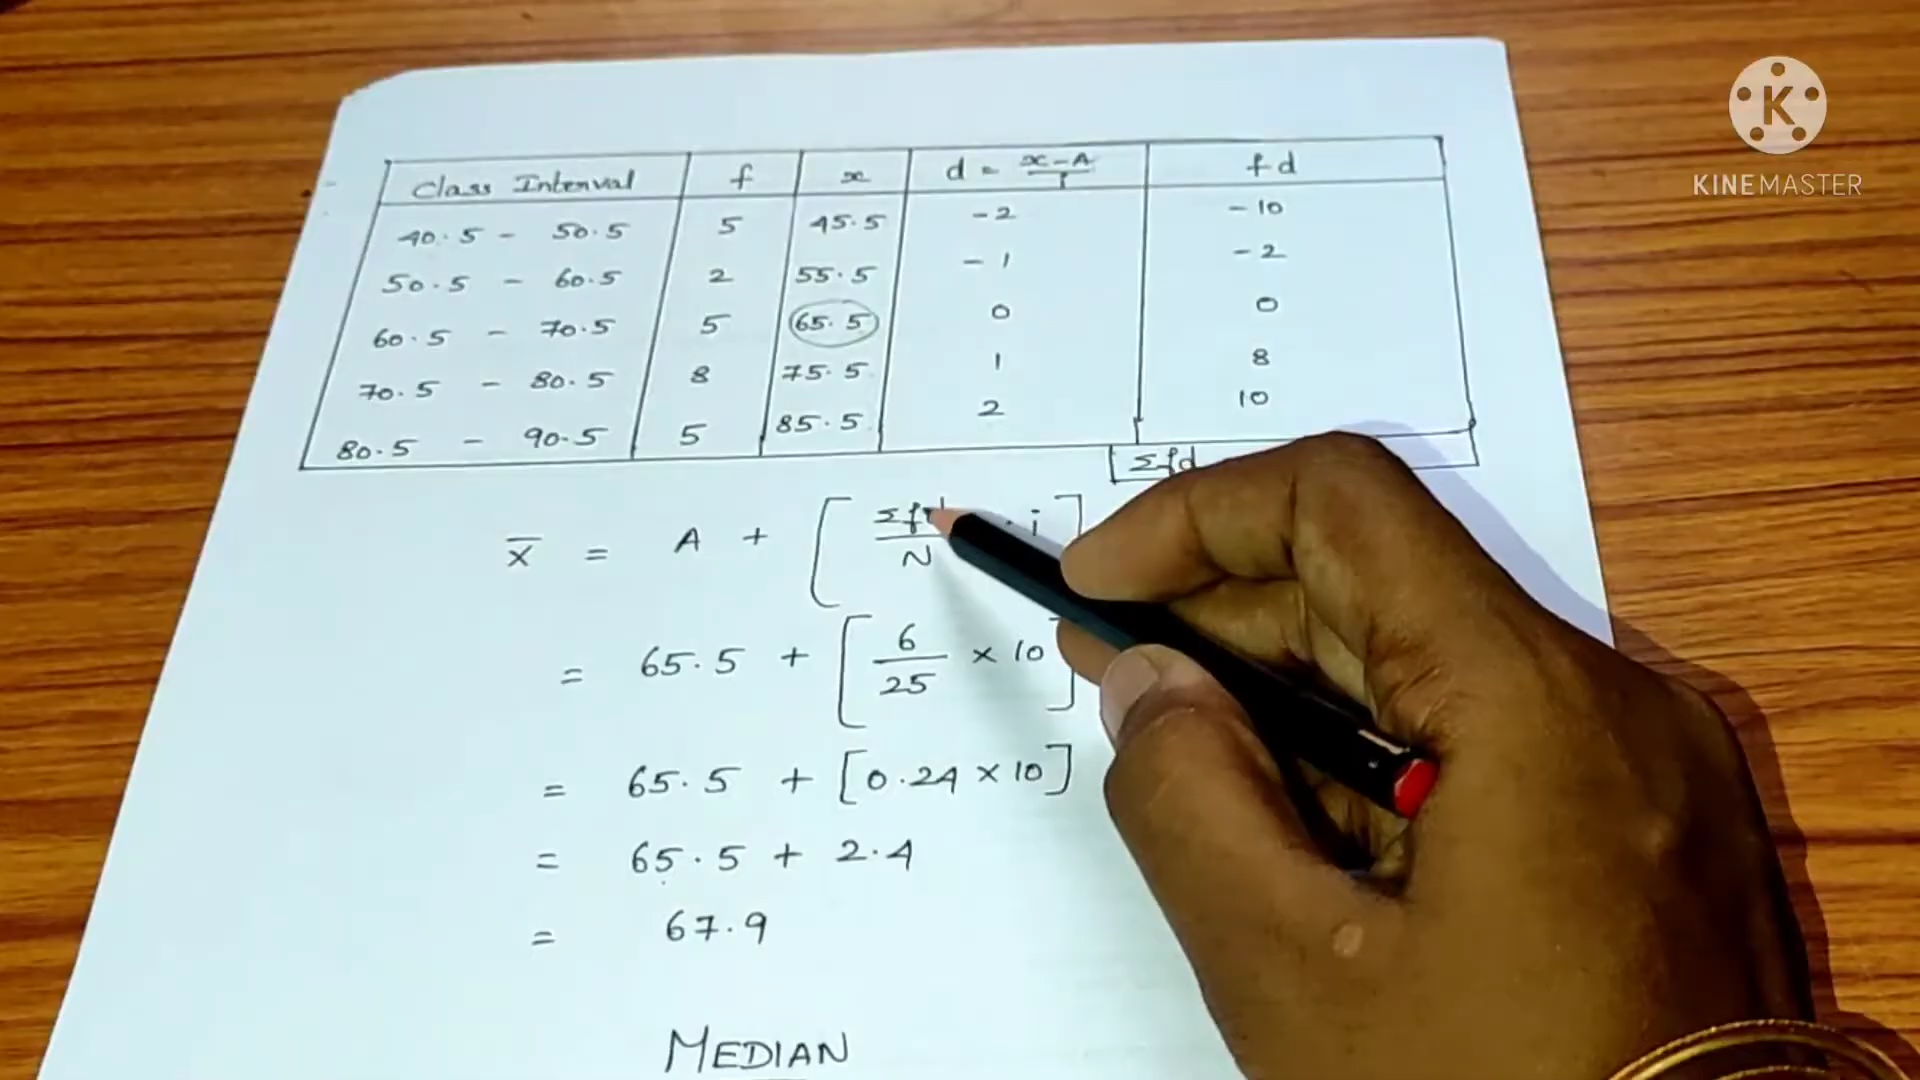 KINEMASTER
Class Interval f x d = x-A/i fd
40.5 - 50.5 5 45.5 -2 -10
50.5 - 60.5 2 55.5 -1 -2
60.5 - 70.5 5 65.5 0 0
70.5 - 80.5 8 75.5 1 8
80.5 - 90.5 5 85.5 2 10
Σfd
X̄ = A + [Σfd/N · i]
= 65.5 + [6/25 × 10]
= 65.5 + [0.24 × 10]
= 65.5 + 2.4
= 67.9
MEDIAN